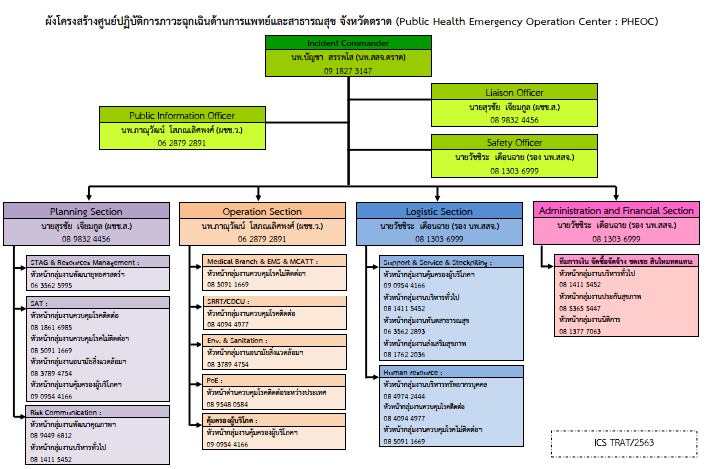 ผังโครงสร้างศูนย์ปฏิบัติการภาวะฉุกเฉินด้านการแพทย์และสาธารณสุข จังหวัดตราด (Public Health Emergency Operation Center : PHEOC)
Incident Commander
นพ.บัญชา สรรพโส (นพ.สสจ.ตราด)
09 1827 3147
Liaison Officer
นายสุรชัย เจียมกูล (ผชช.ส.)
08 9832 4456
Public Information Officer
นพ.ภาณุวัฒน์ โสภณเลิศพงศ์ (ผชช.ว.)
06 2879 2891
Safety Officer
นายวัชชิระ เดือนฉาย (รอง นพ.สสจ.)
08 1303 6999
Planning Section
นายสุรชัย เจียมกูล (ผชช.ส.)
08 9832 4456
STAG & Resources Management :
หัวหน้ากลุ่มงานพัฒนายุทธศาสตร์ฯ
06 3562 5995
SAT :
หัวหน้ากลุ่มงานควบคุมโรคติดต่อ
08 1861 6985
หัวหน้ากลุ่มงานควบคุมโรคไม่ติดต่อฯ
08 5091 1669
หัวหน้ากลุ่มงานอนามัยสิ่งแวดล้อมฯ
08 3789 4754
หัวหน้ากลุ่มงานคุ้มครองผู้บริโภคฯ
09 0954 4166
Risk Communication :
หัวหน้ากลุ่มงานพัฒนาคุณภาพฯ
08 9449 6812
หัวหน้ากลุ่มงานบริหารทั่วไป
08 1411 5452
Operation Section
นพ.ภาณุวัฒน์ โสภณเลิศพงศ์ (ผชช.ว.)
06 2879 2891
Medical Branch & EMS & MCATT :
หัวหน้ากลุ่มงานควบคุมโรคไม่ติดต่อฯ
08 5091 1669
SRRT/CDCU :
หัวหน้ากลุ่มงานควบคุมโรคติดต่อ
08 4094 4977
Env. & Sanitation :
หัวหน้ากลุ่มงานอนามัยสิ่งแวดล้อมฯ
08 3789 4754
PoE :
หัวหน้าด่านควบคุมโรคติดต่อระหว่างประเทศ
08 9548 0584
คุ้มครองผู้บริโภค :
หัวหน้ากลุ่มงานคุ้มครองผู้บริโภคฯ
09 0954 4166
Logistic Section
นายวัชชิระ เดือนฉาย (รอง นพ.สสจ.)
08 1303 6999
Support & Service & Stockpiling :
หัวหน้ากลุ่มงานคุ้มครองผู้บริโภคฯ
09 0954 4166
หัวหน้ากลุ่มงานบริหารทั่วไป
08 1411 5452
หัวหน้ากลุ่มงานทันตสาธารณสุข
06 3562 2893
หัวหน้ากลุ่มงานส่งเสริมสุขภาพ
08 1762 2036
Human resource :
หัวหน้ากลุ่มงานบริหารทรัพยากรบุคคล
08 4974 2444
หัวหน้ากลุ่มงานควบคุมโรคติดต่อ
08 4094 4977
หัวหน้ากลุ่มงานควบคุมโรคไม่ติดต่อฯ
08 5091 1669
Administration and Financial Section
นายวัชชิระ เดือนฉาย (รอง นพ.สสจ.)
08 1303 6999
ทีมการเงิน จัดซื้อจัดจ้าง ชดเชย สินไหมทดแทน:
หัวหน้ากลุ่มงานบริหารทั่วไป
08 1411 5452
หัวหน้ากลุ่มงานประกันสุขภาพ
08 5365 5447
หัวหน้ากลุ่มงานนิติการ
08 1377 7063
ICS TRAT/2563